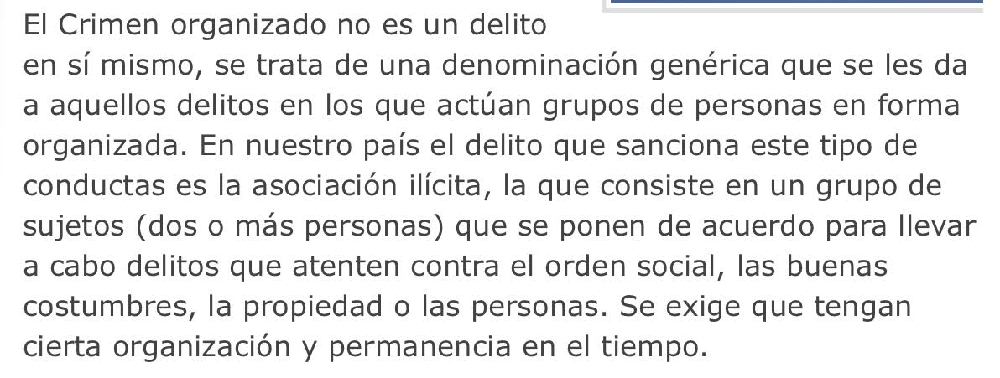 El Crimen organizado no es un delito
en sí mismo, se trata de una denominación genérica que se les da
a aquellos delitos en los que actúan grupos de personas en forma
organizada. En nuestro país el delito que sanciona este tipo de
conductas es la asociación ilícita, la que consiste en un grupo de
sujetos (dos o más personas) que se ponen de acuerdo para llevar
a cabo delitos que atenten contra el orden social, las buenas
costumbres, la propiedad o las personas. Se exige que tengan
cierta organización y permanencia en el tiempo.